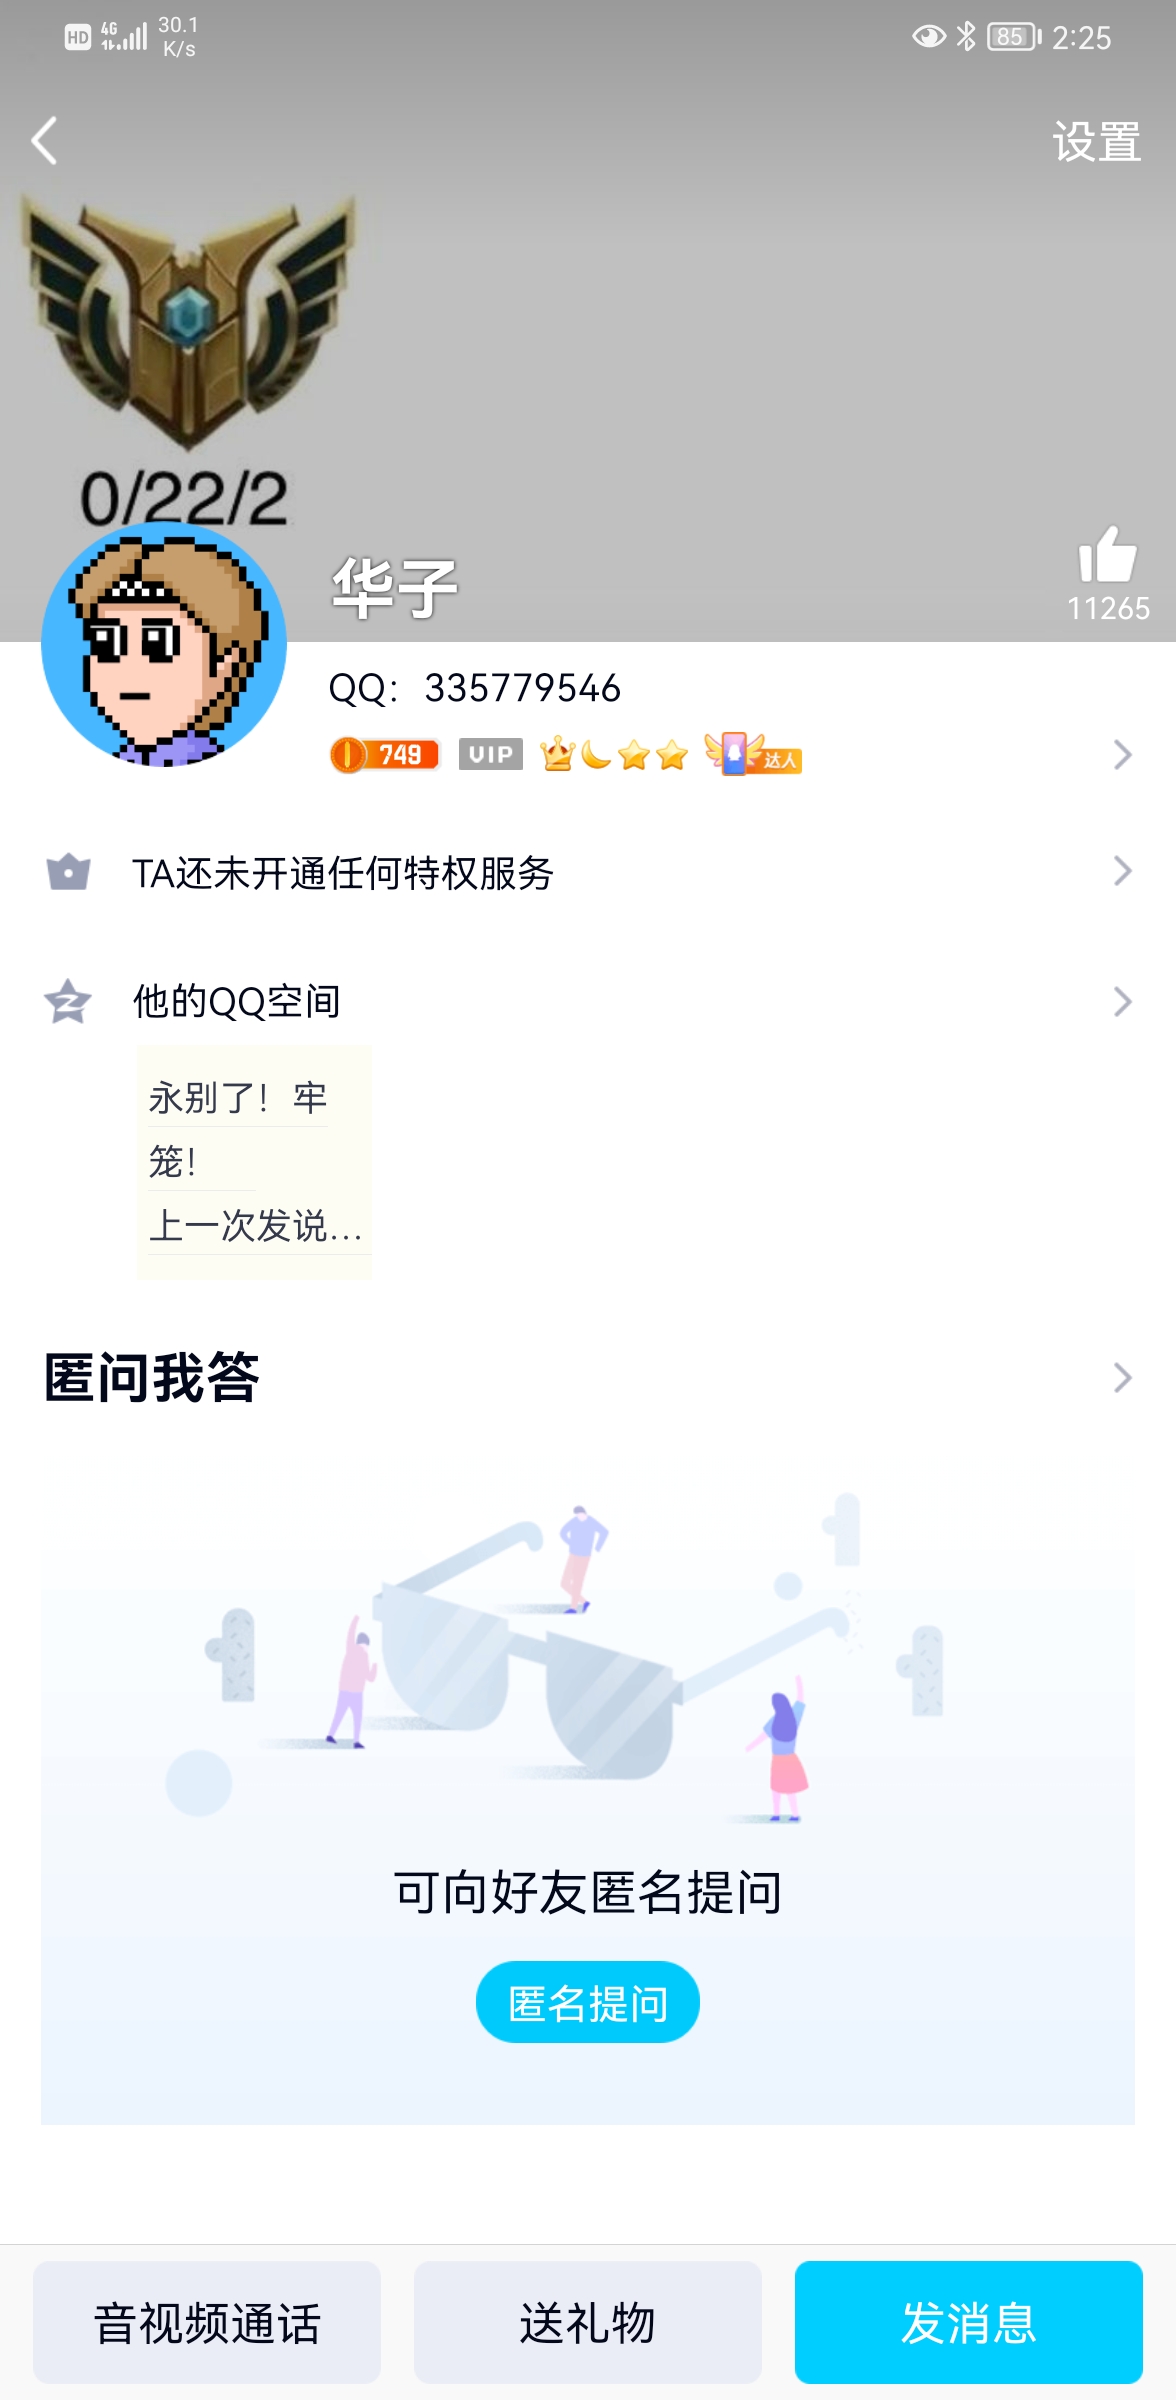 HD 4G 30.1 K/s 85 2:25
设置
0/22/2
华子
11265
QQ：335779546
749 VIP 达人
TA还未开通任何特权服务
他的QQ空间
永别了！牢
笼！
上一次发说...
匿问我答
可向好友匿名提问
匿名提问
音视频通话 送礼物 发消息